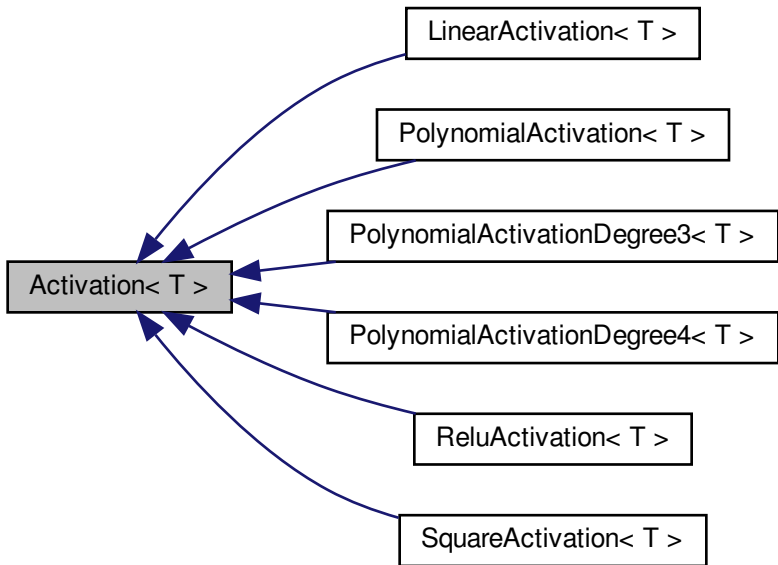 LinearActivation< T >
PolynomialActivation< T >
PolynomialActivationDegree3< T >
Activation< T >
PolynomialActivationDegree4< T >
ReluActivation< T >
SquareActivation< T >